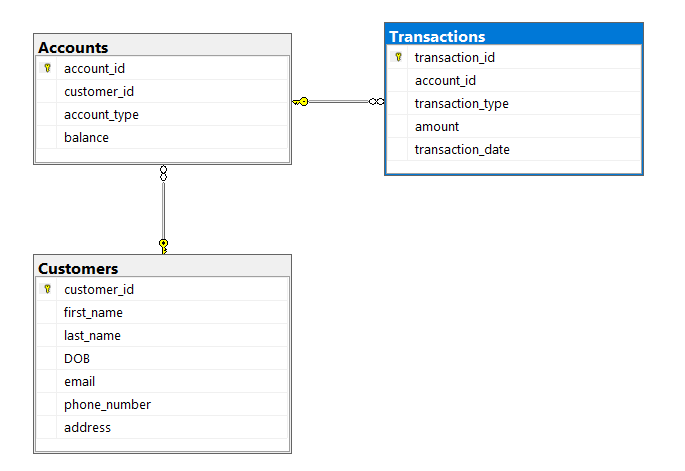 Accounts
account_id
customer_id
account_type
balance
Transactions
transaction_id
account_id
transaction_type
amount
transaction_date
Customers
customer_id
first_name
last_name
DOB
email
phone_number
address